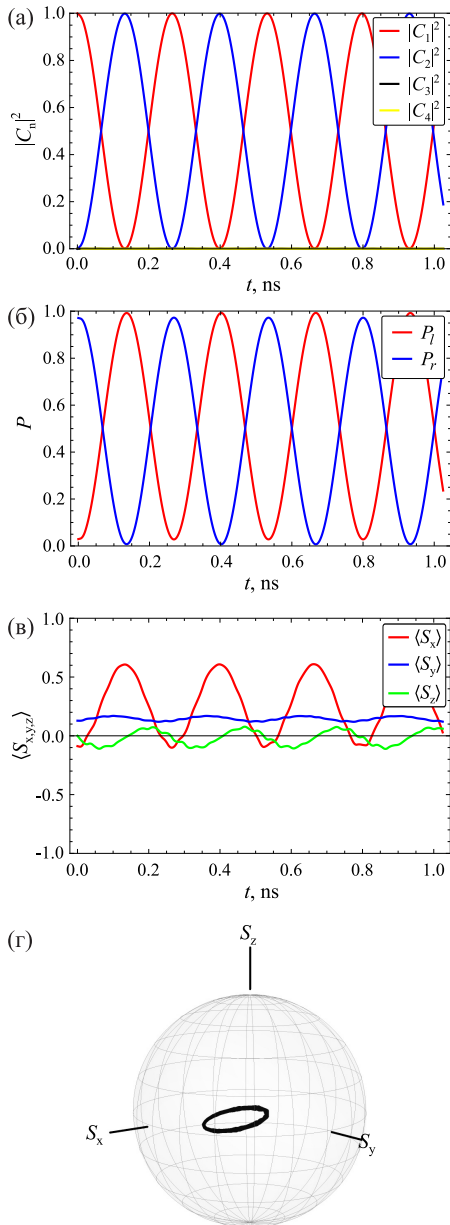 (а)
1.0
0.8
0.6
0.4
0.2
0.0
|Cₙ|²
|C₁|²
|C₂|²
|C₃|²
|C₄|²
0.0 0.2 0.4 0.6 0.8 1.0
t, ns
(б)
1.0
0.8
0.6
0.4
0.2
0.0
P
Pₗ
Pᵣ
0.0 0.2 0.4 0.6 0.8 1.0
t, ns
(в)
1.0
0.5
0.0
-0.5
-1.0
⟨Sx,y,z⟩
⟨Sx⟩
⟨Sy⟩
⟨Sz⟩
0.0 0.2 0.4 0.6 0.8 1.0
t, ns
(г)
Sz
Sx
Sy